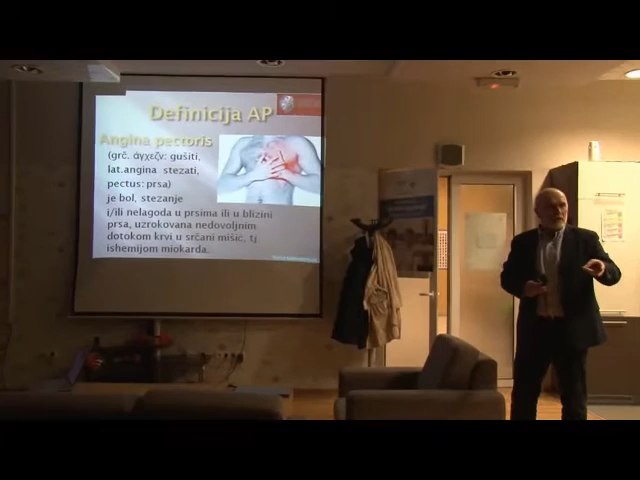 Definicija AP
Angina pectoris
(grč. άγχεζν: gušiti,
lat.angina stezati,
pectus: prsa)
je bol, stezanje
i/ili nelagoda u prsima ili u blizini
prsa, uzrokovana nedovoljnim
dotokom krvi u srčani mišić, tj.
ishemijom miokarda.